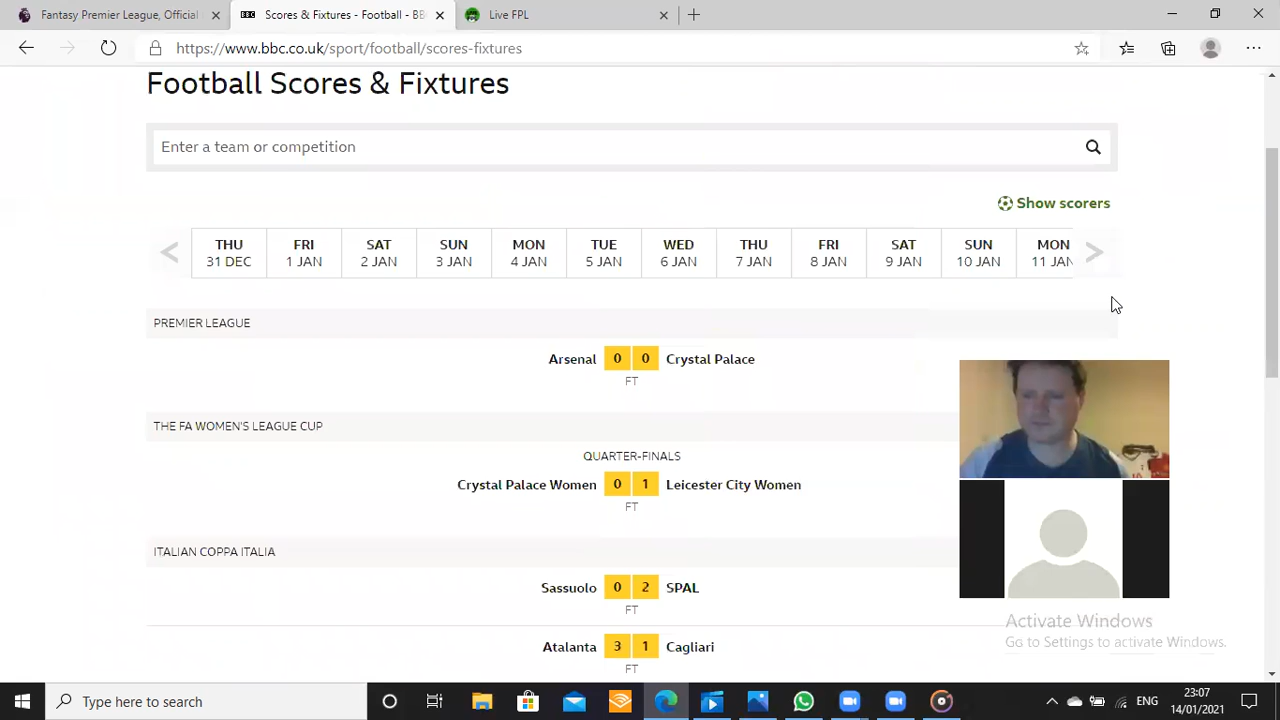 Fantasy Premier League, Official
Scores & Fixtures - Football - BB
Live FPL
https://www.bbc.co.uk/sport/football/scores-fixtures
Football Scores & Fixtures
Enter a team or competition
Show scorers
THU FRI SAT SUN MON TUE WED THU FRI SAT SUN MON
31 DEC 1 JAN 2 JAN 3 JAN 4 JAN 5 JAN 6 JAN 7 JAN 8 JAN 9 JAN 10 JAN 11 JAN
PREMIER LEAGUE
Arsenal 0 0 Crystal Palace
FT
THE FA WOMEN'S LEAGUE CUP
QUARTER-FINALS
Crystal Palace Women 0 1 Leicester City Women
FT
ITALIAN COPPA ITALIA
Sassuolo 0 2 SPAL
FT
Atalanta 3 1 Cagliari
FT
Activate Windows
Go to Settings to activate Windows.
Type here to search
ENG
23:07
14/01/2021